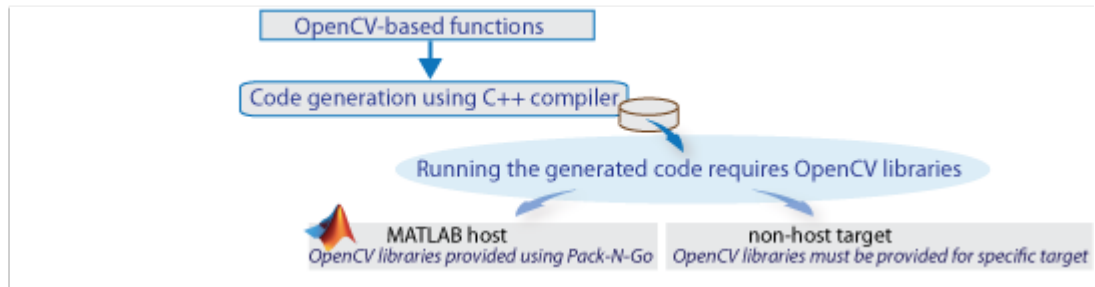 OpenCV-based functions
Code generation using C++ compiler
Running the generated code requires OpenCV libraries
MATLAB host
OpenCV libraries provided using Pack-N-Go
non-host target
OpenCV libraries must be provided for specific target